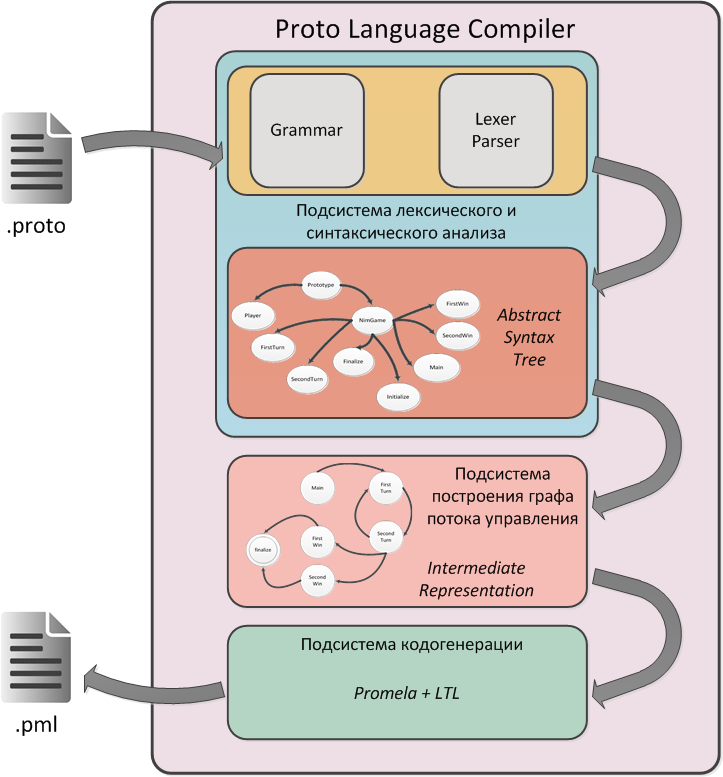 Proto Language Compiler
Grammar
Lexer
Parser
.proto
Подсистема лексического и
синтаксического анализа
Prototype
Player
NimGame
FirstWin
SecondWin
FirstTurn
Finalize
Main
SecondTurn
Initialize
Abstract
Syntax
Tree
Main
First
Turn
finalize
First
Win
Second
Turn
Second
Win
Подсистема
построения графа
потока управления
Intermediate
Representation
Подсистема кодогенерации
Promela + LTL
.pml